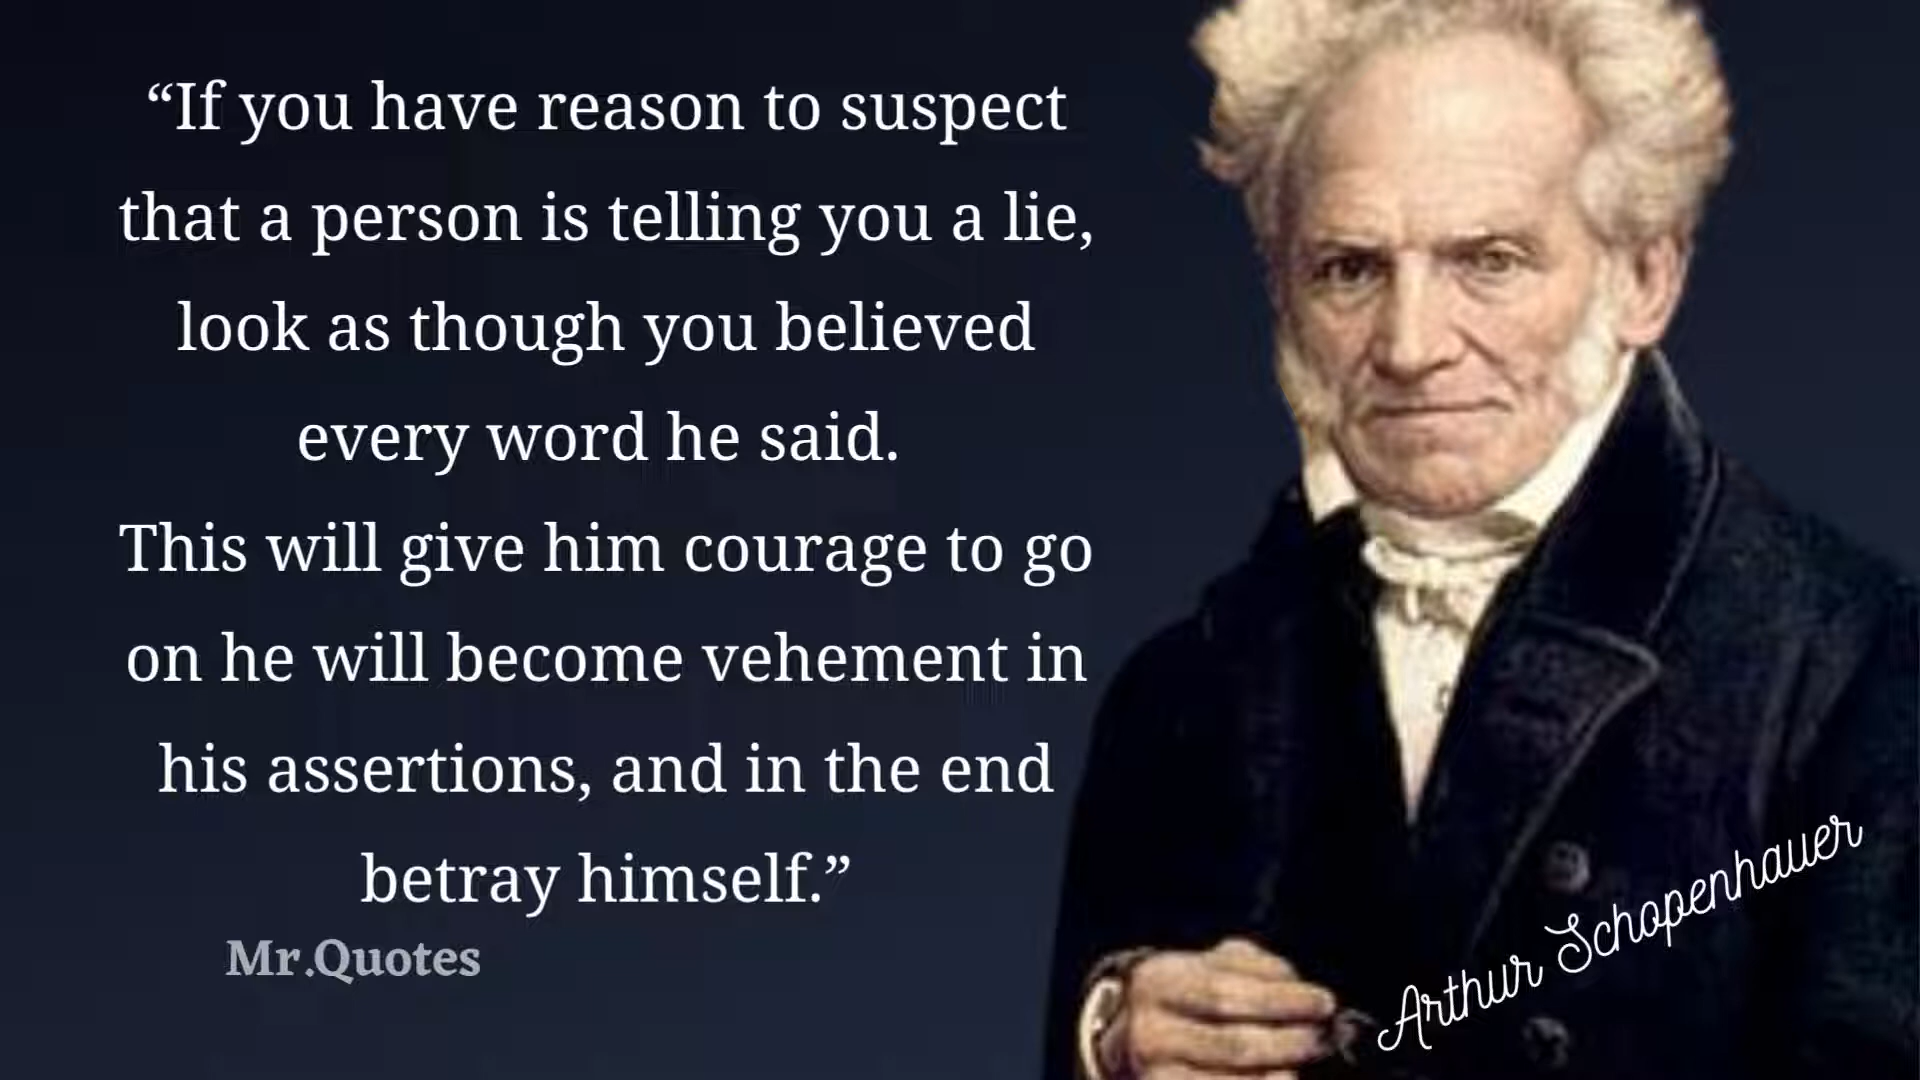 “If you have reason to suspect
that a person is telling you a lie,
look as though you believed
every word he said.
This will give him courage to go
on he will become vehement in
his assertions, and in the end
betray himself.”
Mr.Quotes
Arthur Schopenhauer